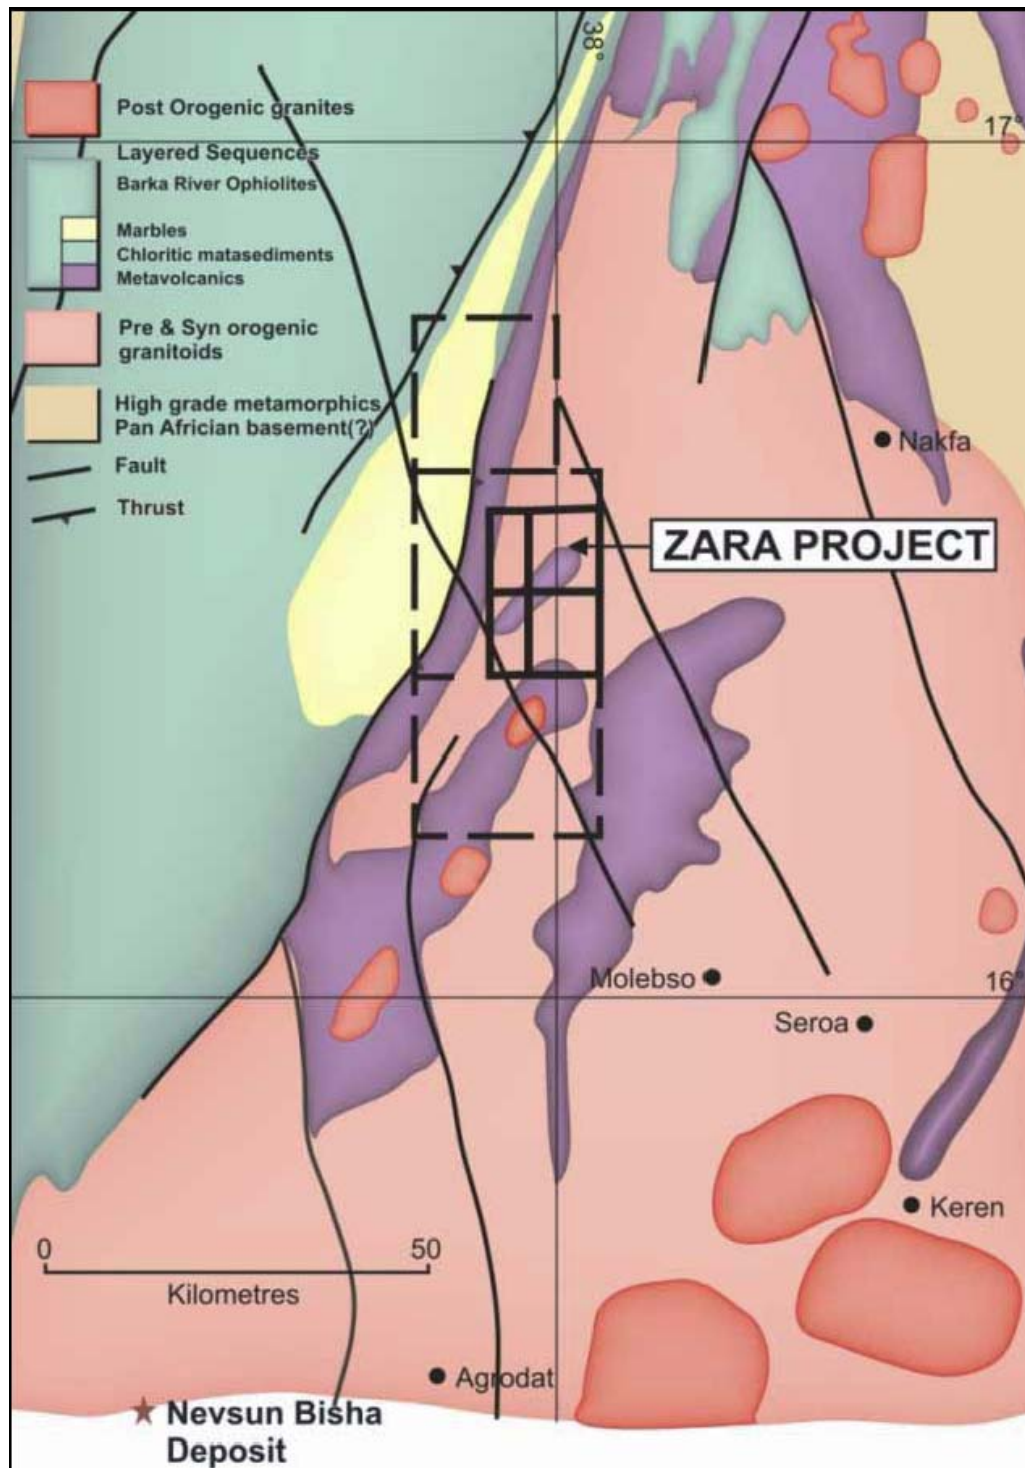 38°
Post Orogenic granites
17°
Layered Sequences
Barka River Ophiolites
Marbles
Chloritic matasediments
Metavolcanics
Pre & Syn orogenic
granitoids
High grade metamorphics
Pan Africian basement(?)
Nakfa
Fault
Thrust
ZARA PROJECT
Molebso
16°
Seroa
Keren
0 50
Kilometres
Agrodat
Nevsun Bisha
Deposit